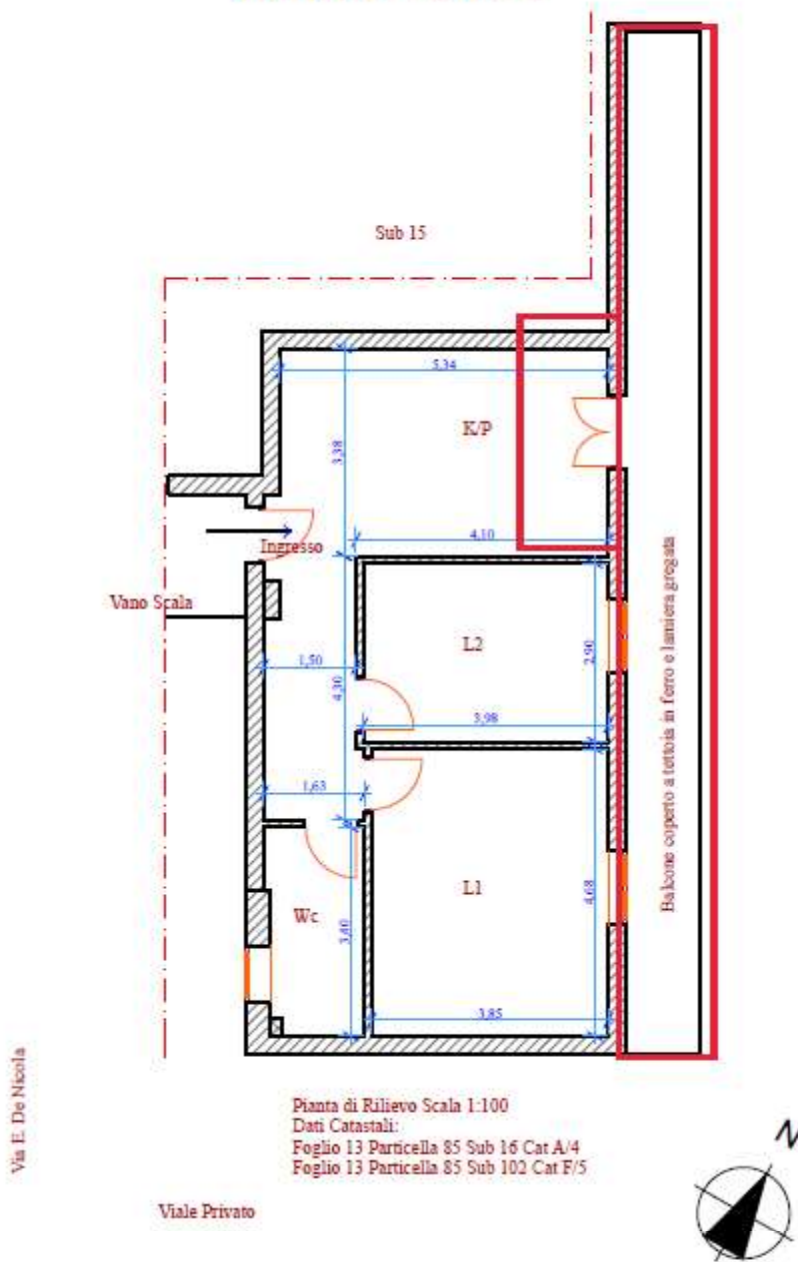 Sub 15
5,34
K/P
3,38
4,10
Ingresso
Vano Scala
L2
2,90
1,50
4,30
3,98
1,63
Balcone coperto a tettoia in ferro e lamiera gregata
L1
4,68
Wc
3,40
3,85
Via E. De Nicola
Pianta di Rilievo Scala 1:100
Dati Catastali:
Foglio 13 Particella 85 Sub 16 Cat A/4
Foglio 13 Particella 85 Sub 102 Cat F/5
N
Viale Privato